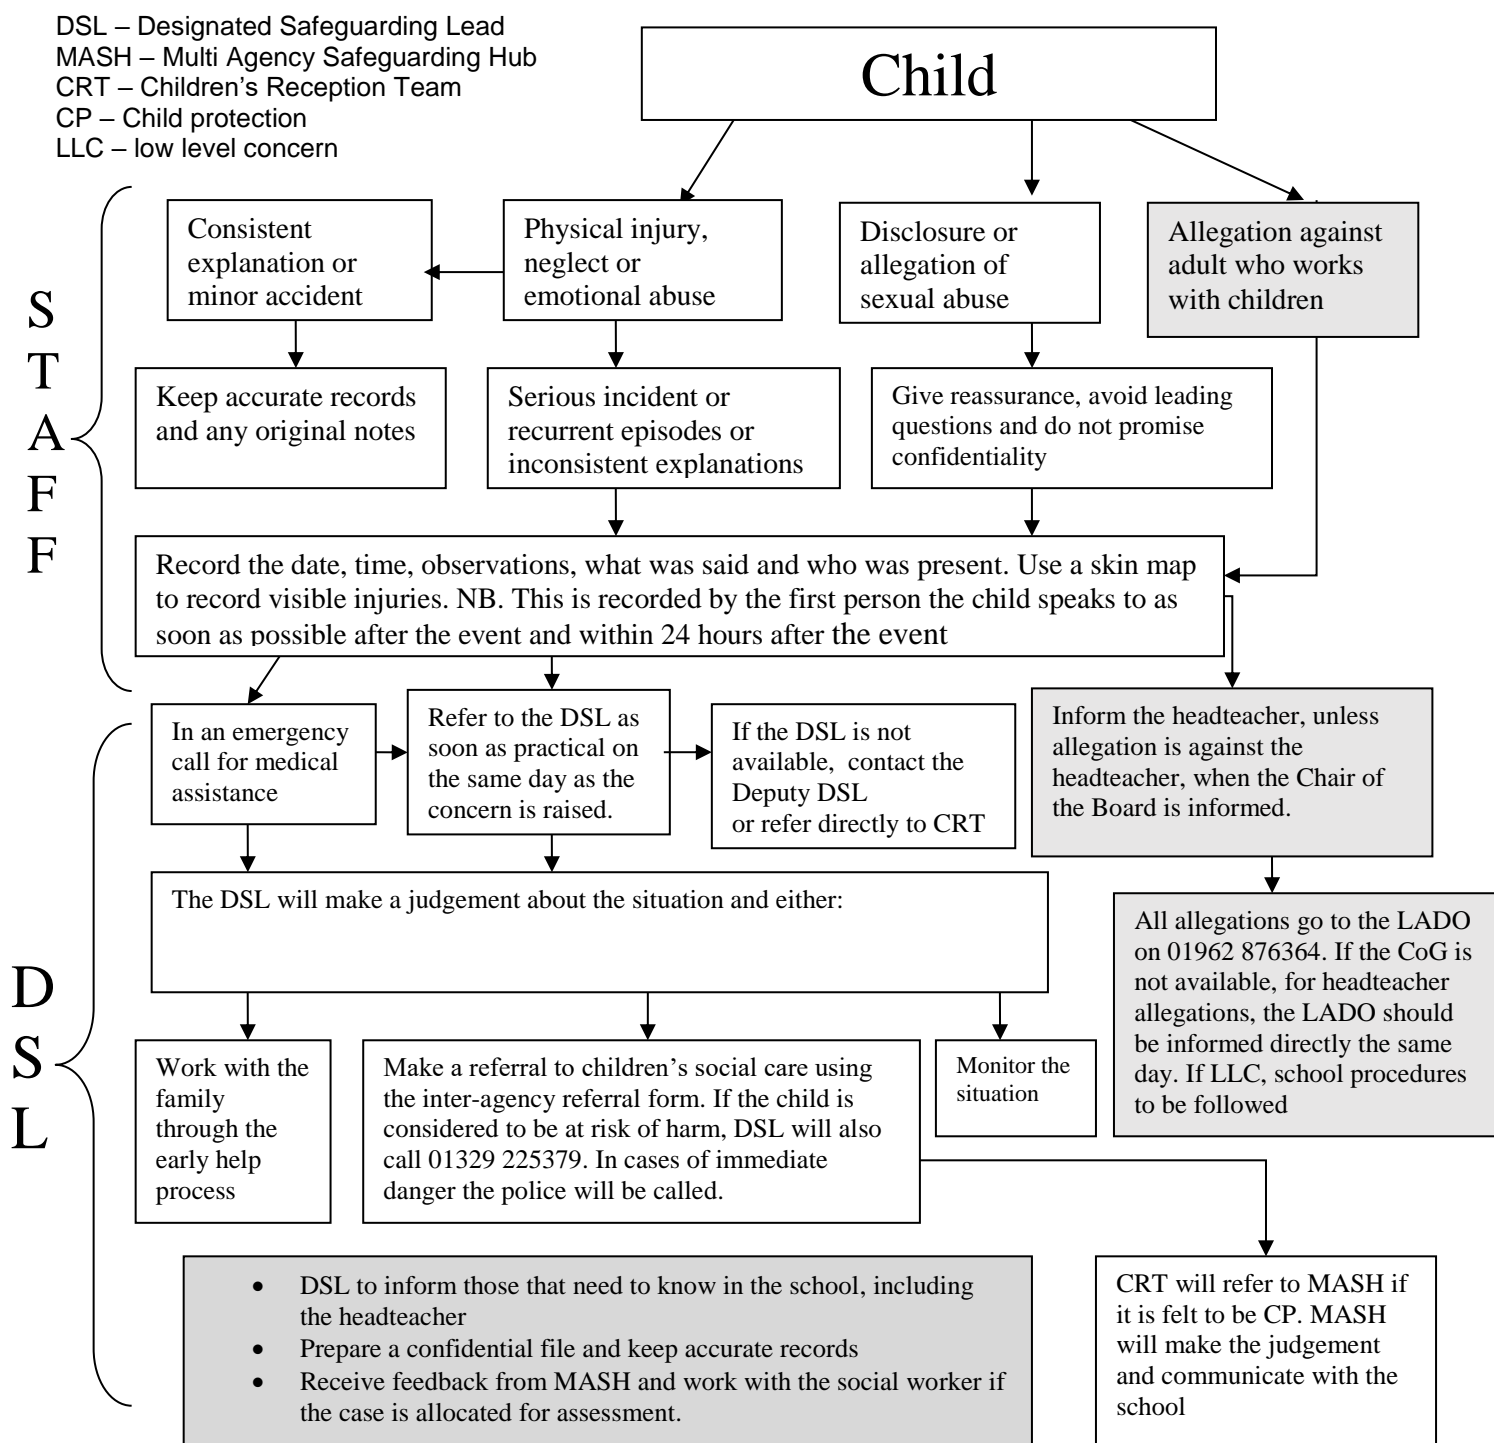 DSL – Designated Safeguarding Lead
MASH – Multi Agency Safeguarding Hub
CRT – Children's Reception Team
CP – Child protection
LLC – low level concern
Child
S
T
A
F
F
Consistent
explanation or
minor accident
Physical injury,
neglect or
emotional abuse
Disclosure or
allegation of
sexual abuse
Allegation against
adult who works
with children
Keep accurate records
and any original notes
Serious incident or
recurrent episodes or
inconsistent explanations
Give reassurance, avoid leading
questions and do not promise
confidentiality
Record the date, time, observations, what was said and who was present. Use a skin map
to record visible injuries. NB. This is recorded by the first person the child speaks to as
soon as possible after the event and within 24 hours after the event
D
S
L
In an emergency
call for medical
assistance
Refer to the DSL as
soon as practical on
the same day as the
concern is raised.
If the DSL is not
available, contact the
Deputy DSL
or refer directly to CRT
Inform the headteacher, unless
allegation is against the
headteacher, when the Chair of
the Board is informed.
The DSL will make a judgement about the situation and either:
All allegations go to the LADO
on 01962 876364. If the CoG is
not available, for headteacher
allegations, the LADO should
be informed directly the same
day. If LLC, school procedures
to be followed
Work with the
family
through the
early help
process
Make a referral to children's social care using
the inter-agency referral form. If the child is
considered to be at risk of harm, DSL will also
call 01329 225379. In cases of immediate
danger the police will be called.
Monitor the
situation
• DSL to inform those that need to know in the school, including
the headteacher
• Prepare a confidential file and keep accurate records
• Receive feedback from MASH and work with the social worker if
the case is allocated for assessment.
CRT will refer to MASH if
it is felt to be CP. MASH
will make the judgement
and communicate with the
school